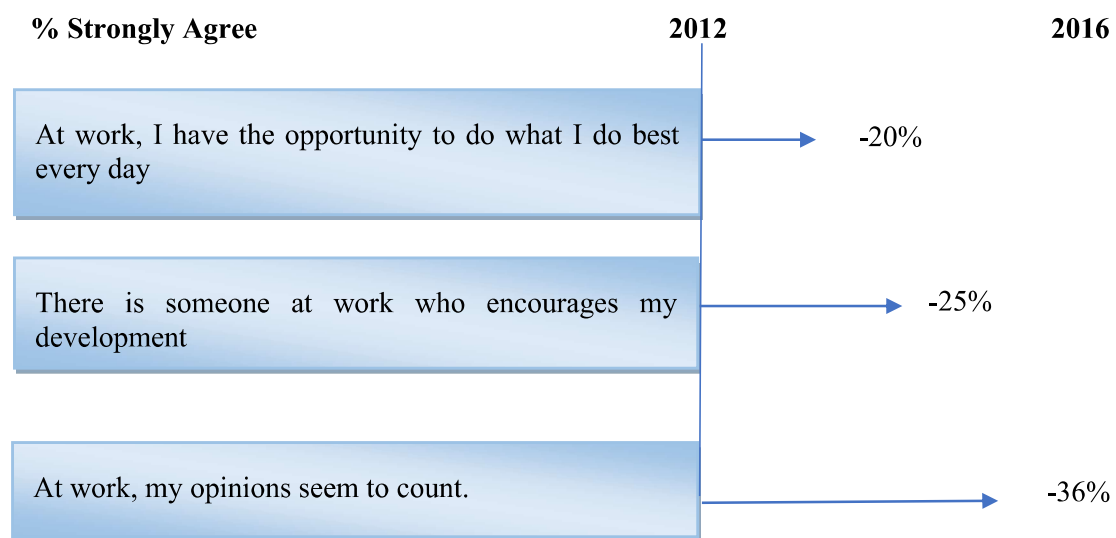 % Strongly Agree 2012 2016
At work, I have the opportunity to do what I do best
every day
-20%
There is someone at work who encourages my
development
-25%
At work, my opinions seem to count.
-36%